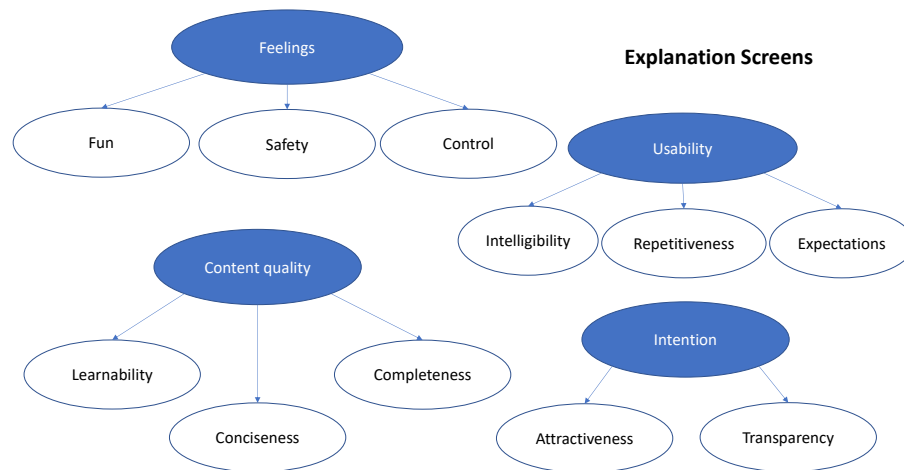 Explanation Screens
Feelings
Fun
Safety
Control
Usability
Intelligibility
Repetitiveness
Expectations
Content quality
Learnability
Conciseness
Completeness
Intention
Attractiveness
Transparency